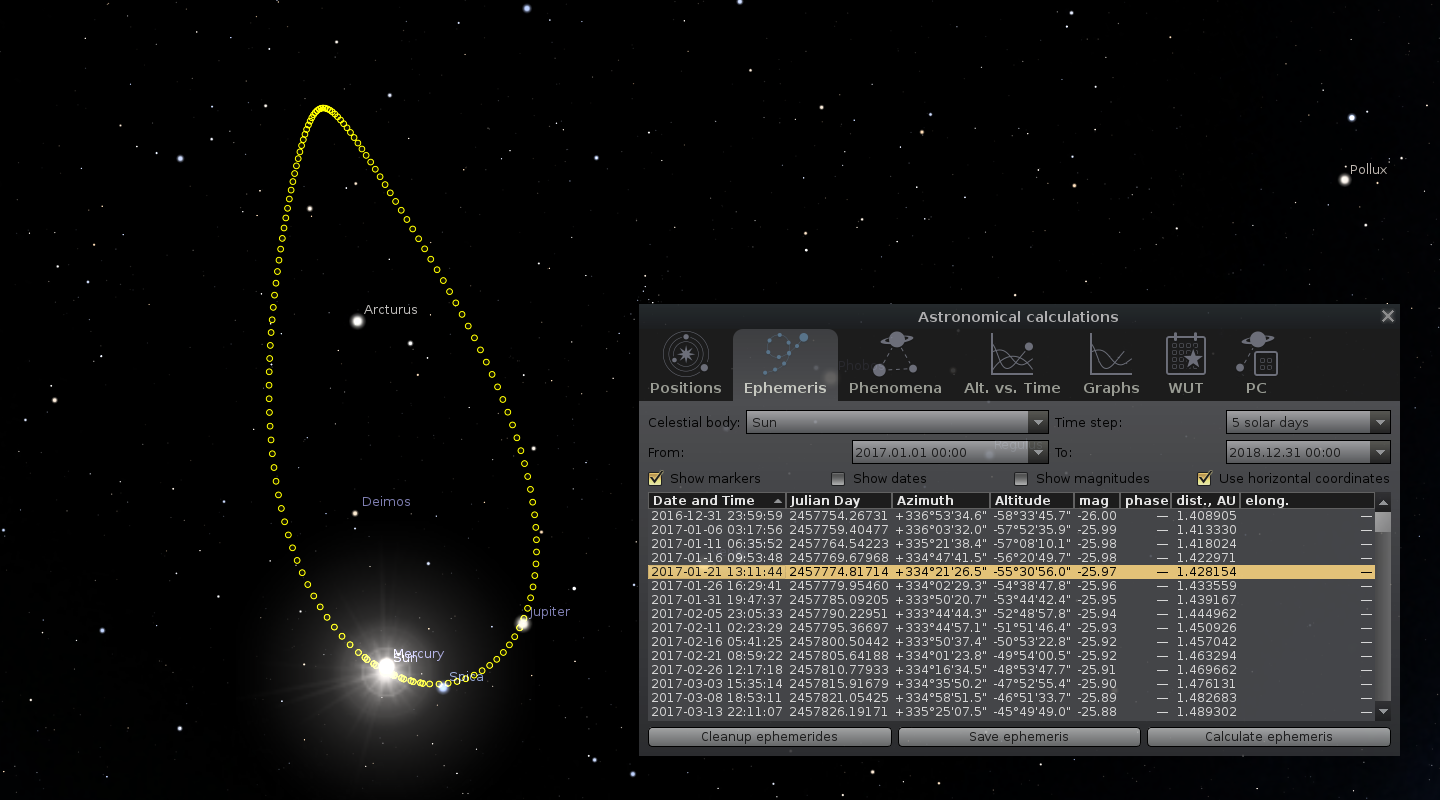 Pollux
Arcturus
Deimos
Jupiter
Mercury
Sun
Spica
Astronomical calculations
Positions Ephemeris Phenomena Alt. vs. Time Graphs WUT PC
Celestial body: Sun Time step: 5 solar days
From: 2017.01.01 00:00 To: 2018.12.31 00:00
Show markers Show dates Show magnitudes Use horizontal coordinates
Date and Time Julian Day Azimuth Altitude mag phase dist., AU elong.
2016-12-31 23:59:59 2457754.26731 +336°53'34.6" -58°33'45.7" -26.00 — 1.408905 —
2017-01-06 03:17:56 2457759.40477 +336°03'32.0" -57°52'35.9" -25.99 — 1.413330 —
2017-01-11 06:35:52 2457764.54223 +335°21'38.4" -57°08'10.1" -25.98 — 1.418024 —
2017-01-16 09:53:48 2457769.67968 +334°47'41.5" -56°20'49.7" -25.98 — 1.422971 —
2017-01-21 13:11:44 2457774.81714 +334°21'26.5" -55°30'56.0" -25.97 — 1.428154 —
2017-01-26 16:29:41 2457779.95460 +334°02'29.3" -54°38'47.8" -25.96 — 1.433559 —
2017-01-31 19:47:37 2457785.09205 +333°50'20.7" -53°44'42.4" -25.95 — 1.439167 —
2017-02-05 23:05:33 2457790.22951 +333°44'44.3" -52°48'57.8" -25.94 — 1.444962 —
2017-02-11 02:23:29 2457795.36697 +333°44'57.1" -51°51'46.4" -25.93 — 1.450926 —
2017-02-16 05:41:25 2457800.50442 +333°50'37.4" -50°53'22.8" -25.92 — 1.457042 —
2017-02-21 08:59:22 2457805.64188 +334°01'23.8" -49°54'00.5" -25.92 — 1.463294 —
2017-02-26 12:17:18 2457810.77933 +334°16'34.5" -48°53'47.7" -25.91 — 1.469662 —
2017-03-03 15:35:14 2457815.91679 +334°35'50.2" -47°52'55.4" -25.90 — 1.476131 —
2017-03-08 18:53:11 2457821.05425 +334°58'51.5" -46°51'33.7" -25.89 — 1.482683 —
2017-03-13 22:11:07 2457826.19171 +335°25'07.5" -45°49'49.0" -25.88 — 1.489302 —
Cleanup ephemerides Save ephemeris Calculate ephemeris